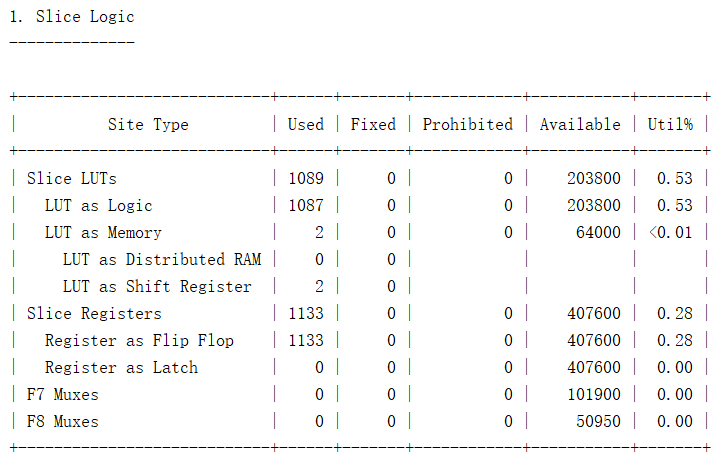 1. Slice Logic
--------------
+----------------------------+------+-------+------------+-----------+-------+
|          Site Type         | Used | Fixed | Prohibited | Available | Util% |
+----------------------------+------+-------+------------+-----------+-------+
| Slice LUTs                 | 1089 |     0 |          0 |    203800 |  0.53 |
|   LUT as Logic             | 1087 |     0 |          0 |    203800 |  0.53 |
|   LUT as Memory            |    2 |     0 |          0 |     64000 | <0.01 |
|     LUT as Distributed RAM |    0 |     0 |            |           |       |
|     LUT as Shift Register  |    2 |     0 |            |           |       |
| Slice Registers            | 1133 |     0 |          0 |    407600 |  0.28 |
|   Register as Flip Flop    | 1133 |     0 |          0 |    407600 |  0.28 |
|   Register as Latch        |    0 |     0 |          0 |    407600 |  0.00 |
| F7 Muxes                   |    0 |     0 |          0 |    101900 |  0.00 |
| F8 Muxes                   |    0 |     0 |          0 |     50950 |  0.00 |
+----------------------------+------+-------+------------+-----------+-------+